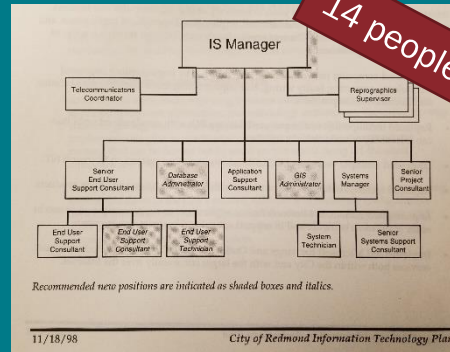 14 people
IS Manager
Telecommunications
Coordinator
Reprographics
Supervisor
Senior
End User
Support Consultant
Database
Administrator
Application
Support
Consultant
GIS
Administrator
Systems
Manager
Senior
Project
Consultant
End User
Support
Consultant
End User
Support
Consultant
End User
Support
Technician
System
Technician
Senior
Systems Support
Consultant
Recommended new positions are indicated as shaded boxes and italics.
11/18/98
City of Redmond Information Technology Pla